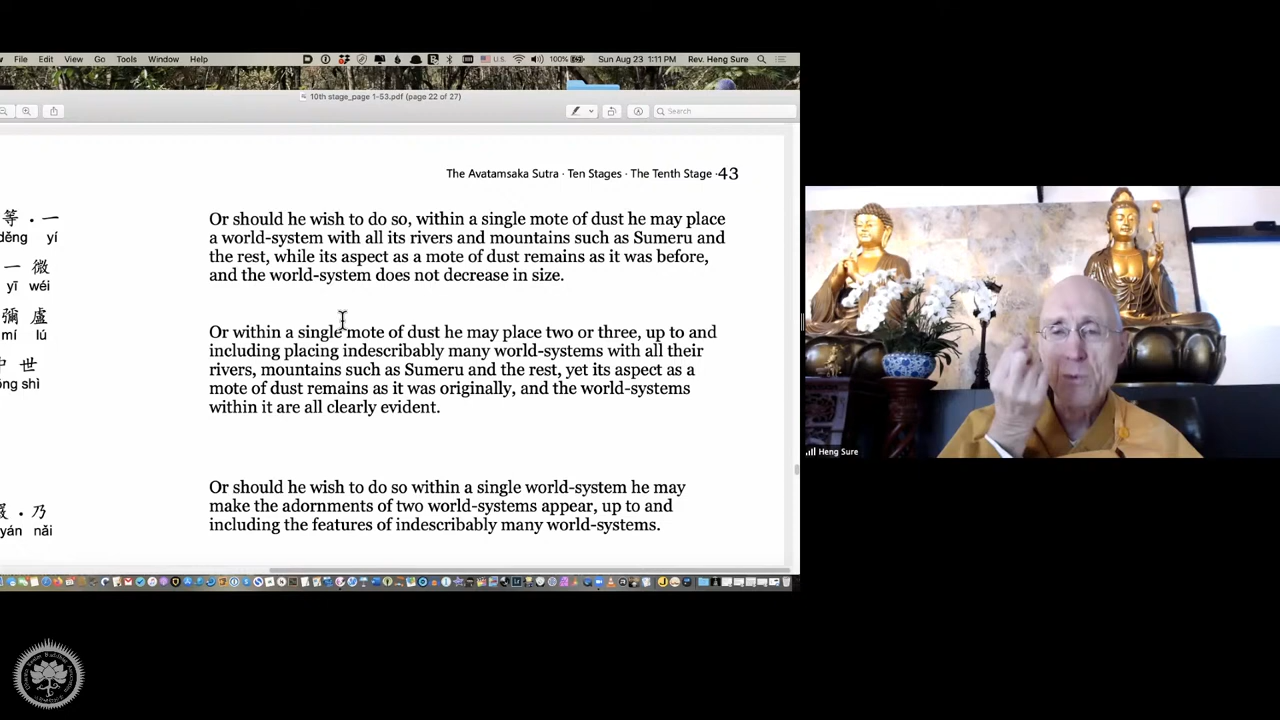 File Edit View Go Tools Window Help U.S. 100% Sun Aug 23 1:11 PM Rev. Heng Sure
10th stage_page 1-53.pdf (page 22 of 27)
Search
The Avatamsaka Sutra · Ten Stages · The Tenth Stage ·43
等 · 一
děng yí
一 微
yī wéi
彌 盧
mí lú
中 世
ōng shì
嚴 · 乃
yán nǎi
Or should he wish to do so, within a single mote of dust he may place
a world-system with all its rivers and mountains such as Sumeru and
the rest, while its aspect as a mote of dust remains as it was before,
and the world-system does not decrease in size.
Or within a single mote of dust he may place two or three, up to and
including placing indescribably many world-systems with all their
rivers, mountains such as Sumeru and the rest, yet its aspect as a
mote of dust remains as it was originally, and the world-systems
within it are all clearly evident.
Or should he wish to do so within a single world-system he may
make the adornments of two world-systems appear, up to and
including the features of indescribably many world-systems.
Heng Sure